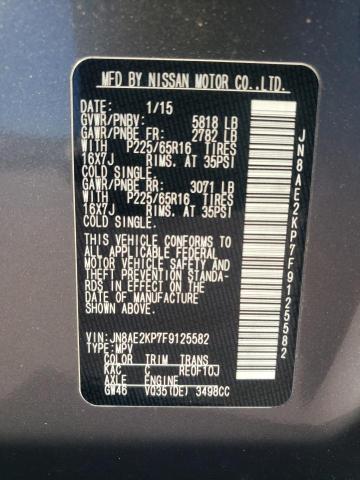 MFD BY NISSAN MOTOR CO.,LTD.
DATE: 1/15
GVWR/PNBV: 5818 LB
GAWR/PNBE FR: 2782 LB
WITH P225/65R16 TIRES
16X7J RIMS. AT 35PSI
COLD SINGLE.
GAWR/PNBE RR: 3071 LB
WITH P225/65R16 TIRES
16X7J RIMS. AT 35PSI
COLD SINGLE.
THIS VEHICLE CONFORMS TO
ALL APPLICABLE FEDERAL
MOTOR VEHICLE SAFETY AND
THEFT PREVENTION STANDA-
RDS IN EFFECT ON THE DATE
OF MANUFACTURE
SHOWN ABOVE.
VIN: JN8AE2KP7F9125582
TYPE: MPV
COLOR TRIM TRANS
KAC C RE0F10J
AXLE ENGINE
GW46 VQ35(DE) 3498CC
JN8AE2KP7F9125582